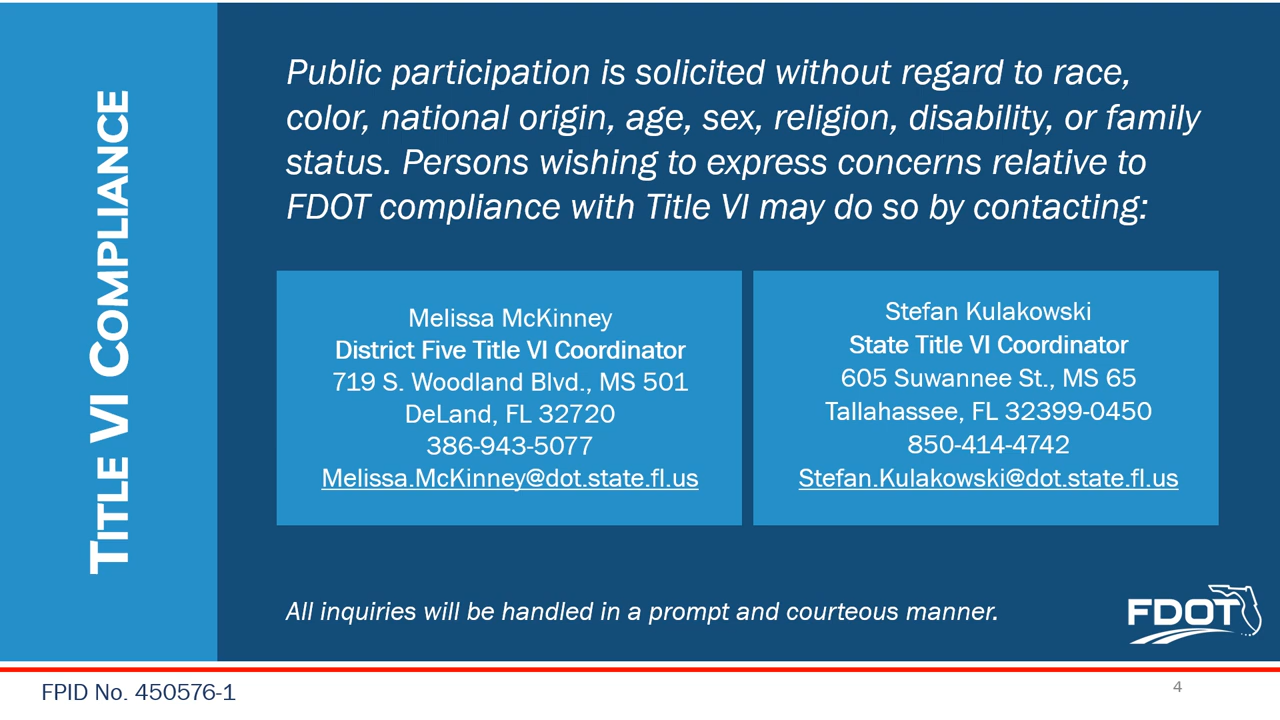 TITLE VI COMPLIANCE
Public participation is solicited without regard to race,
color, national origin, age, sex, religion, disability, or family
status. Persons wishing to express concerns relative to
FDOT compliance with Title VI may do so by contacting:
Melissa McKinney
District Five Title VI Coordinator
719 S. Woodland Blvd., MS 501
DeLand, FL 32720
386-943-5077
Melissa.McKinney@dot.state.fl.us
Stefan Kulakowski
State Title VI Coordinator
605 Suwannee St., MS 65
Tallahassee, FL 32399-0450
850-414-4742
Stefan.Kulakowski@dot.state.fl.us
All inquiries will be handled in a prompt and courteous manner.
FDOT
FPID No. 450576-1
4